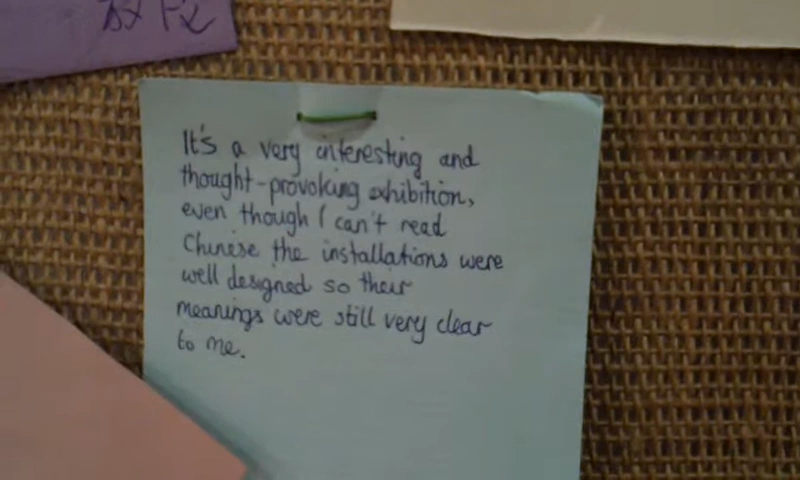 It's a very interesting and
thought-provoking exhibition,
even though I can't read
Chinese the installations were
well designed so their
meanings were still very clear
to me.